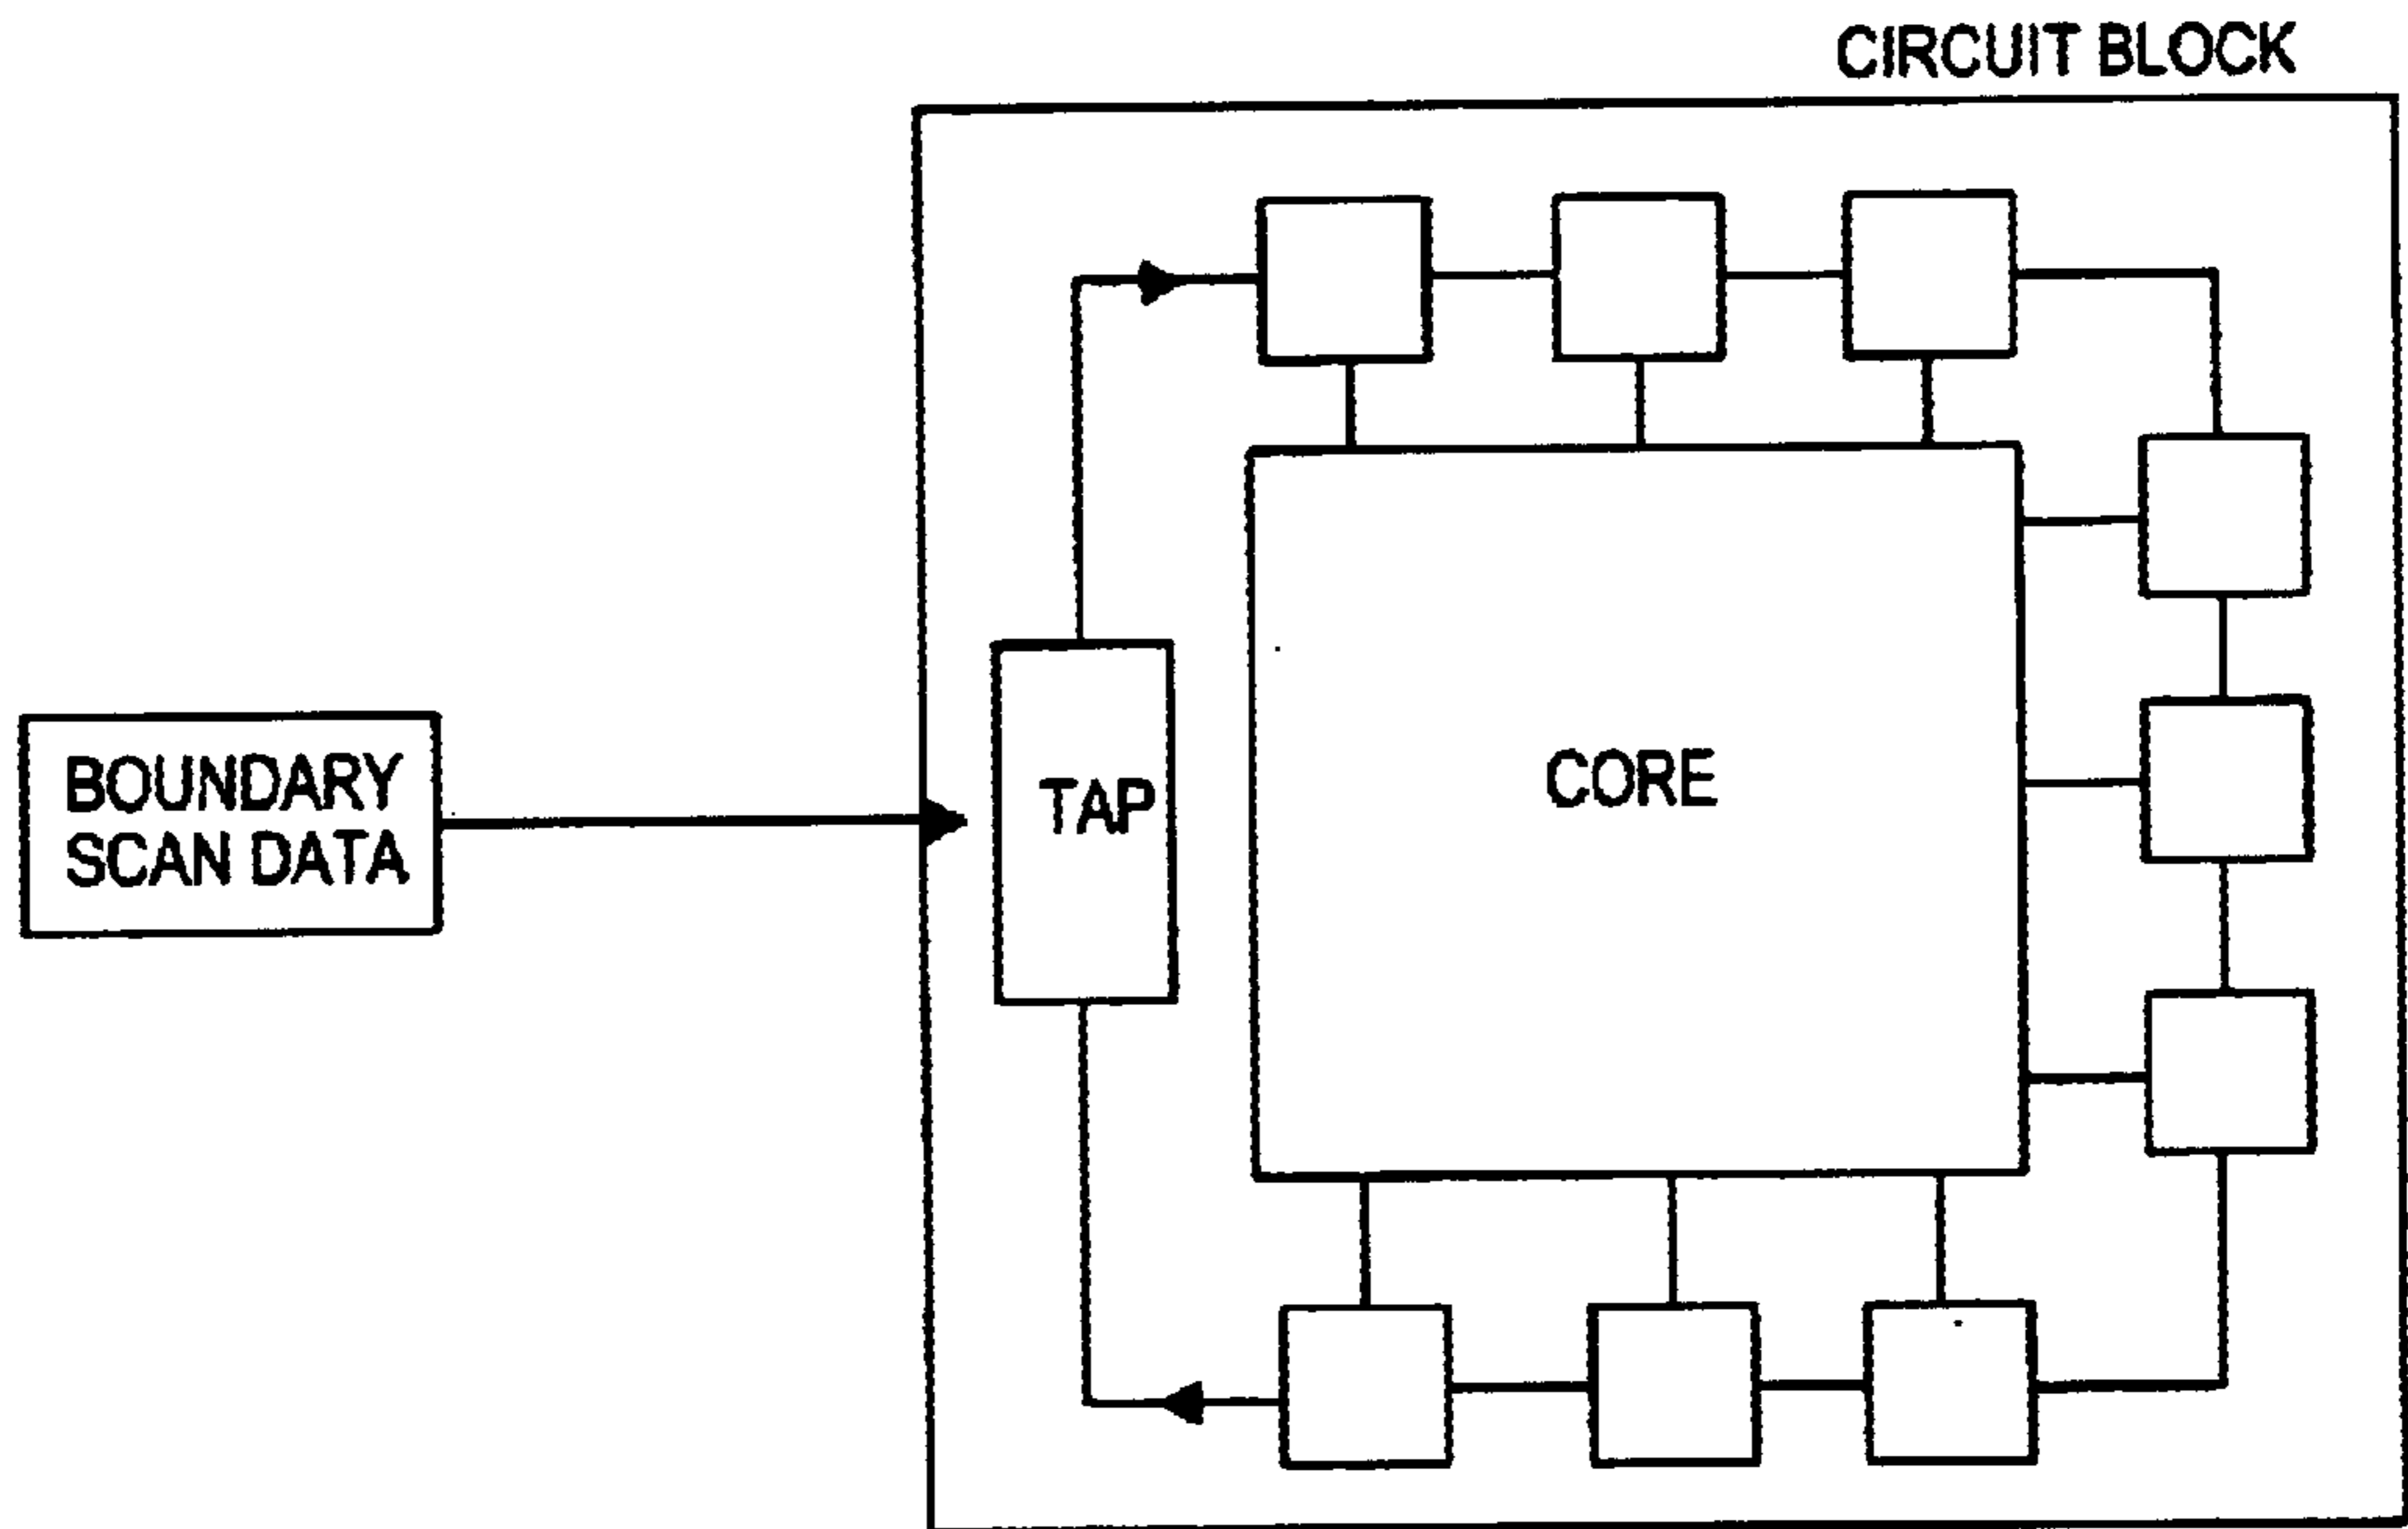 CIRCUIT BLOCK
BOUNDARY
SCAN DATA
TAP
CORE